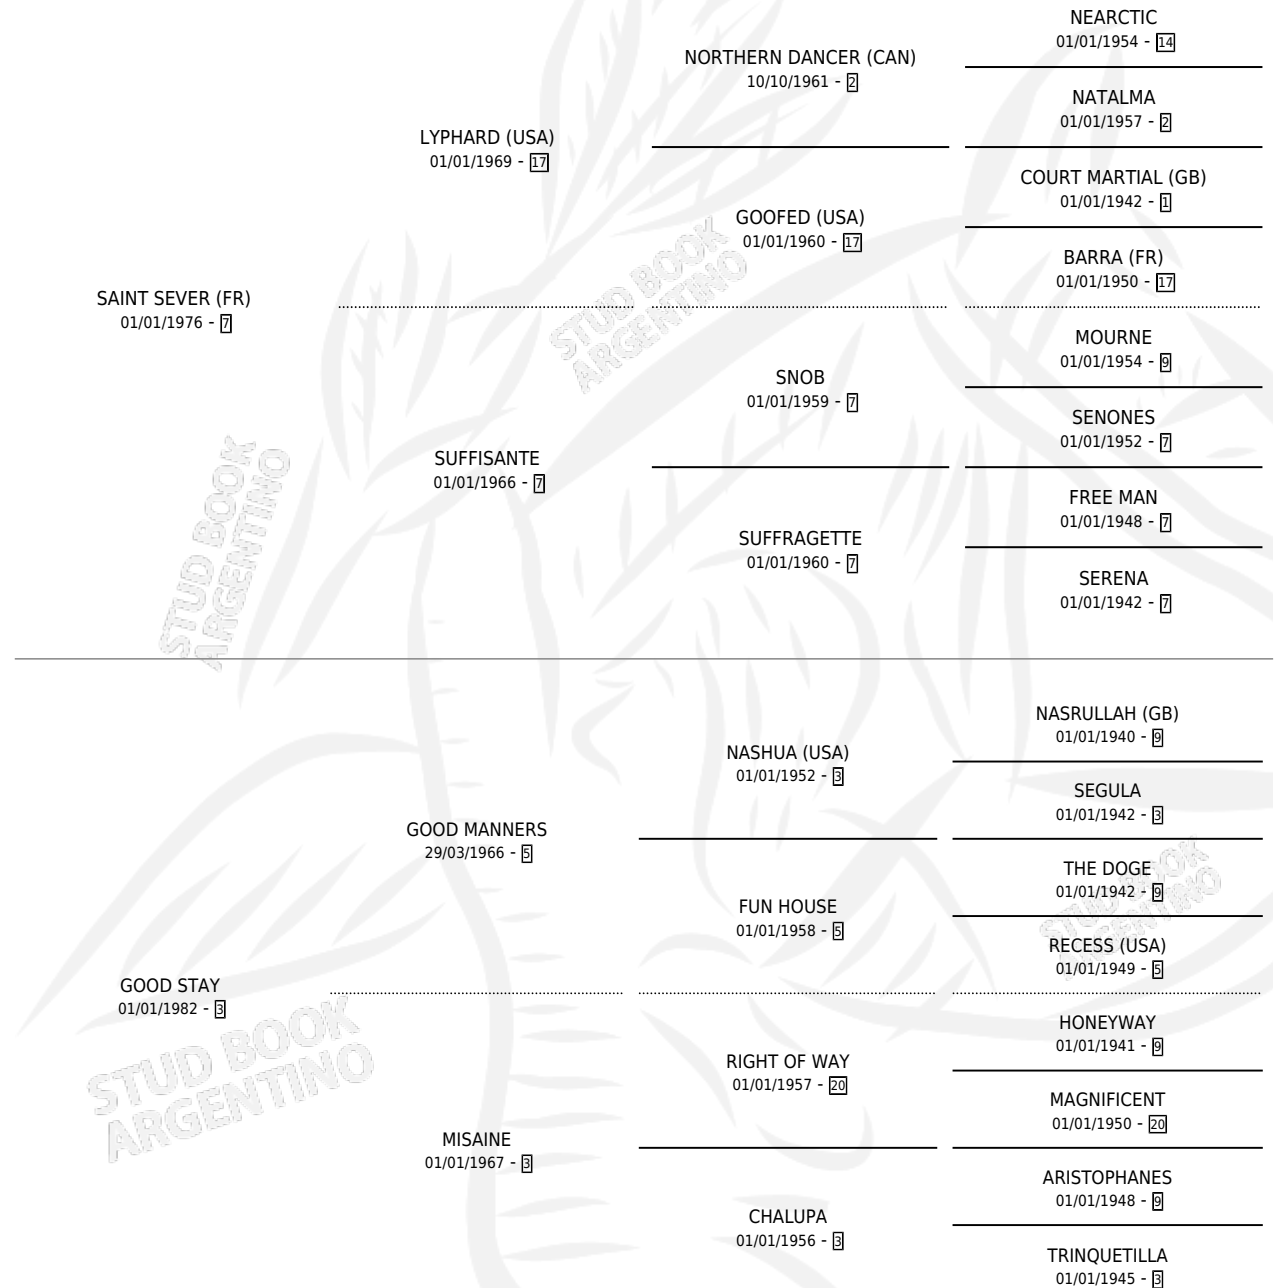 NEARCTIC
01/01/1954 - 14
NORTHERN DANCER (CAN)
10/10/1961 - 2
NATALMA
01/01/1957 - 2
LYPHARD (USA)
01/01/1969 - 17
COURT MARTIAL (GB)
01/01/1942 - 1
GOOFED (USA)
01/01/1960 - 17
BARRA (FR)
01/01/1950 - 17
SAINT SEVER (FR)
01/01/1976 - 7
STUD BOOK
ARGENTINO
MOURNE
01/01/1954 - 9
SNOB
01/01/1959 - 7
SENONES
01/01/1952 - 7
SUFFISANTE
01/01/1966 - 7
FREE MAN
01/01/1948 - 7
SUFFRAGETTE
01/01/1960 - 7
SERENA
01/01/1942 - 7
STUD BOOK
ARGENTINO
NASRULLAH (GB)
01/01/1940 - 9
NASHUA (USA)
01/01/1952 - 3
SEGULA
01/01/1942 - 3
GOOD MANNERS
29/03/1966 - 5
THE DOGE
01/01/1942 - 9
FUN HOUSE
01/01/1958 - 5
RECESS (USA)
01/01/1949 - 5
STUD BOOK
ARGENTINO
GOOD STAY
01/01/1982 - 3
HONEYWAY
01/01/1941 - 9
RIGHT OF WAY
01/01/1957 - 20
MAGNIFICENT
01/01/1950 - 20
STUD BOOK
ARGENTINO
MISAINE
01/01/1967 - 3
ARISTOPHANES
01/01/1948 - 9
CHALUPA
01/01/1956 - 3
TRINQUETILLA
01/01/1945 - 3